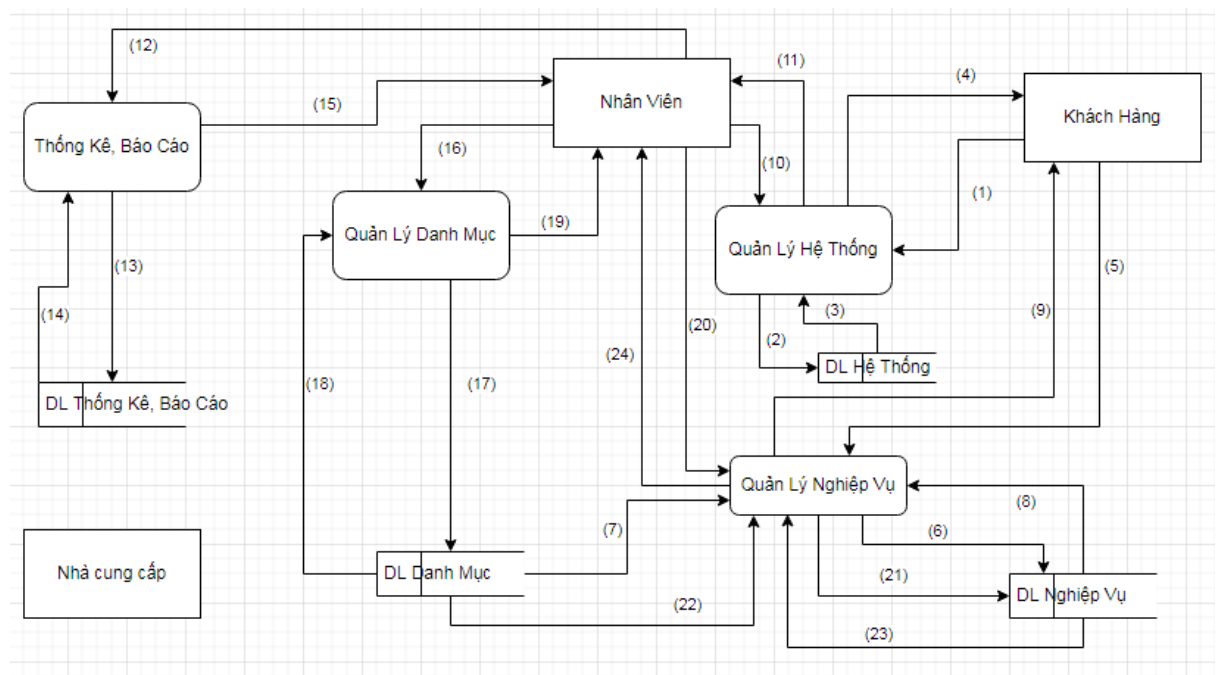 (12)
(11)
(4)
Nhân Viên
Khách Hàng
(15)
Thống Kê, Báo Cáo
(16)
(10)
(1)
(19)
Quản Lý Danh Mục
Quản Lý Hệ Thống
(13)
(5)
(14)
(3)
(9)
(20)
(2)
(24)
DL Hệ Thống
(18)
(17)
DL Thống Kê, Báo Cáo
Quản Lý Nghiệp Vụ
(8)
(7)
(6)
Nhà cung cấp
DL Danh Mục
(21)
DL Nghiệp Vụ
(22)
(23)